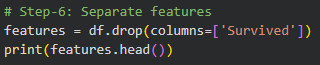 # Step-6: Separate features
features = df.drop(columns=['Survived'])
print(features.head())